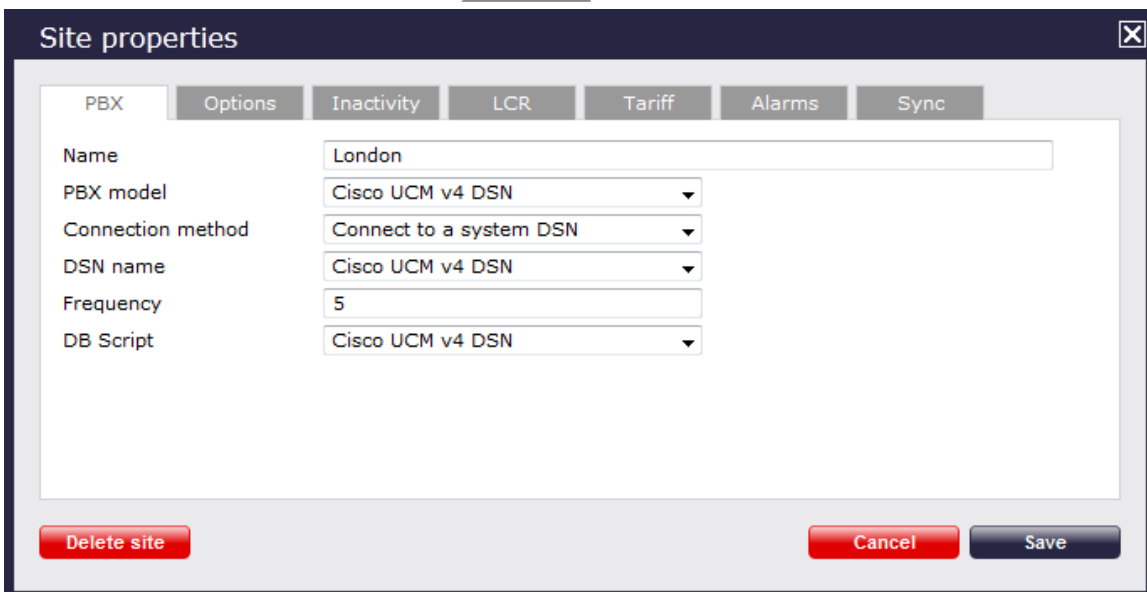 Site properties
PBX Options Inactivity LCR Tariff Alarms Sync
Name London
PBX model Cisco UCM v4 DSN
Connection method Connect to a system DSN
DSN name Cisco UCM v4 DSN
Frequency 5
DB Script Cisco UCM v4 DSN
Delete site Cancel Save